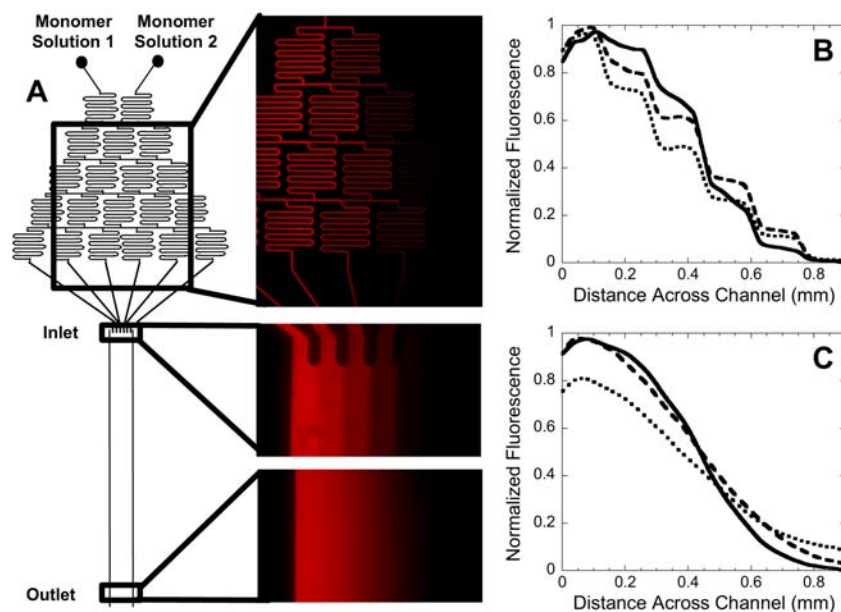 Monomer Solution 1
Monomer Solution 2
A
Inlet
Outlet
B
Normalized Fluorescence
1
0.8
0.6
0.4
0.2
0
0 0.2 0.4 0.6 0.8
Distance Across Channel (mm)
C
Normalized Fluorescence
1
0.8
0.6
0.4
0.2
0
0 0.2 0.4 0.6 0.8
Distance Across Channel (mm)